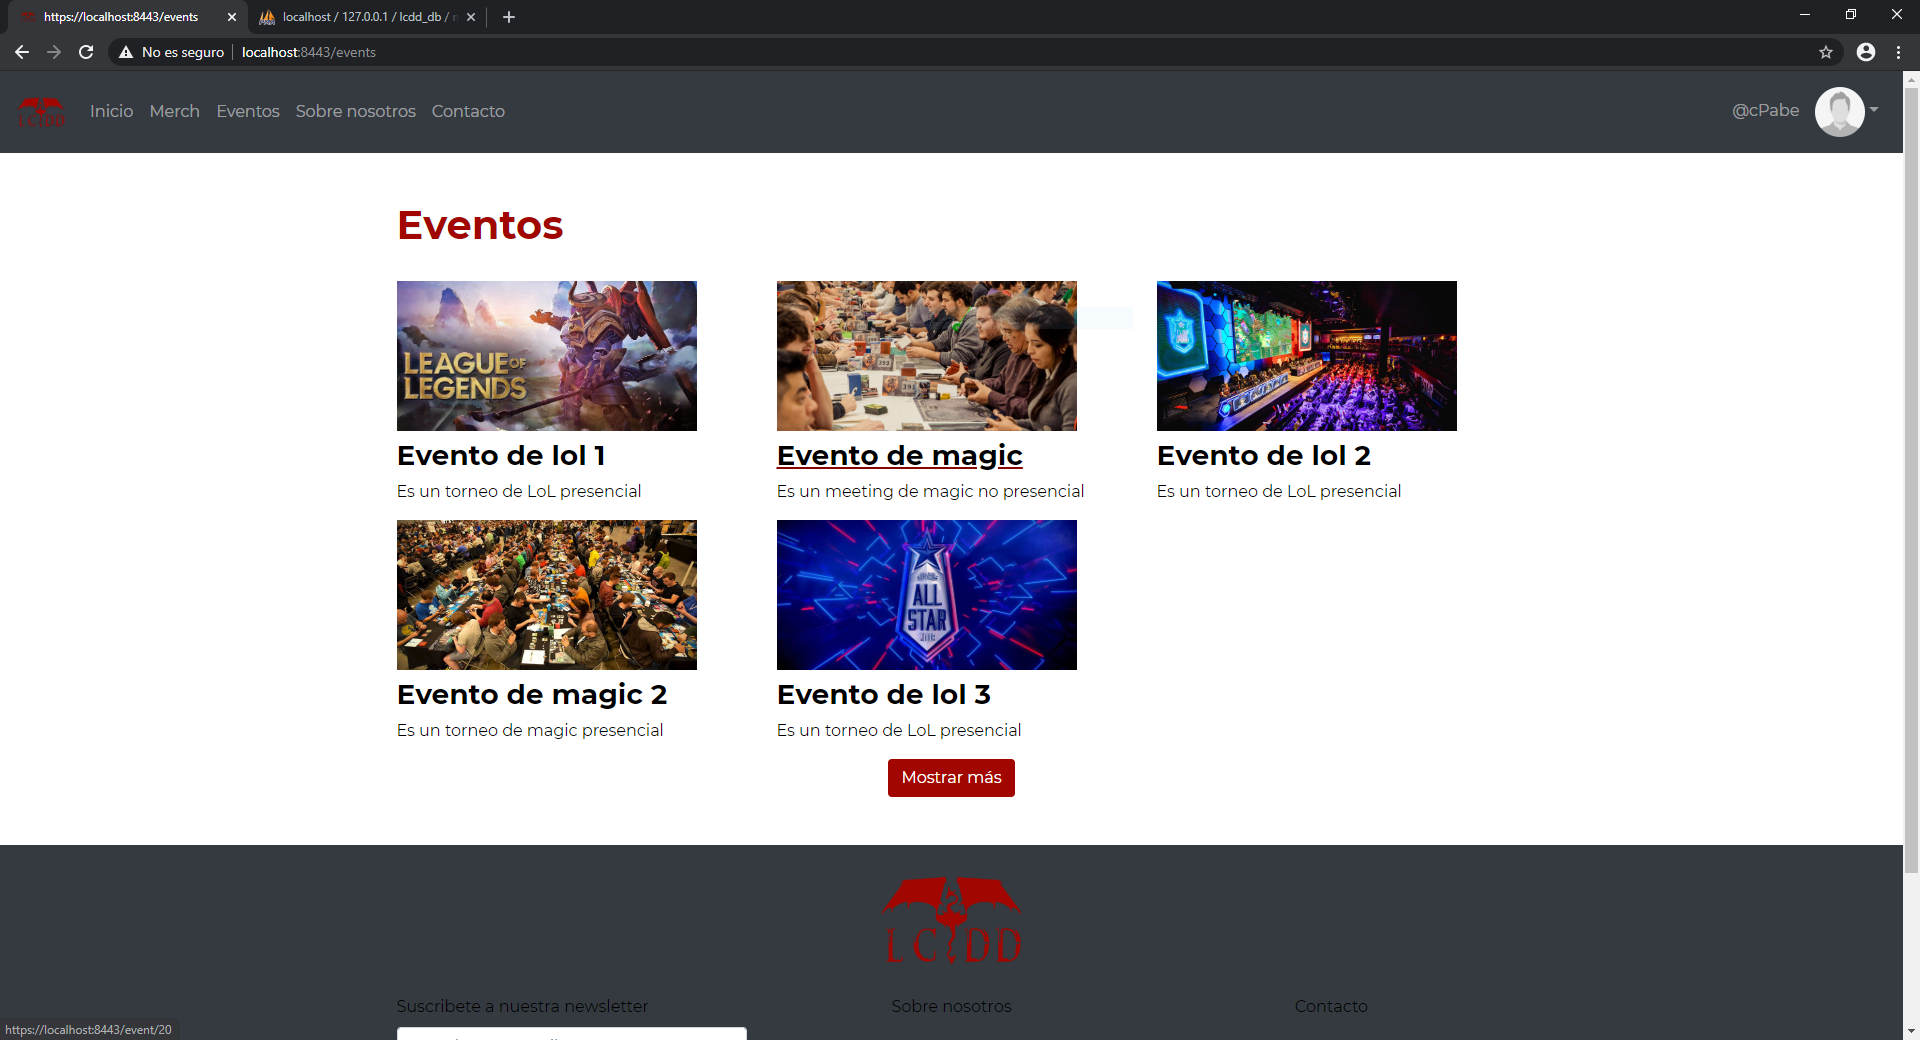 https://localhost:8443/events
localhost / 127.0.0.1 / lcdd_db /
No es seguro
localhost:8443/events
LCDD
Inicio Merch Eventos Sobre nosotros Contacto
@cPabe
Eventos
LEAGUE OF LEGENDS
393
391
Evento de lol 1
Es un torneo de LoL presencial
Evento de magic
Es un meeting de magic no presencial
Evento de lol 2
Es un torneo de LoL presencial
ALL
STAR
Evento de magic 2
Es un torneo de magic presencial
Evento de lol 3
Es un torneo de LoL presencial
Mostrar más
LCDD
Suscribete a nuestra newsletter
Sobre nosotros
Contacto
https://localhost:8443/event/20